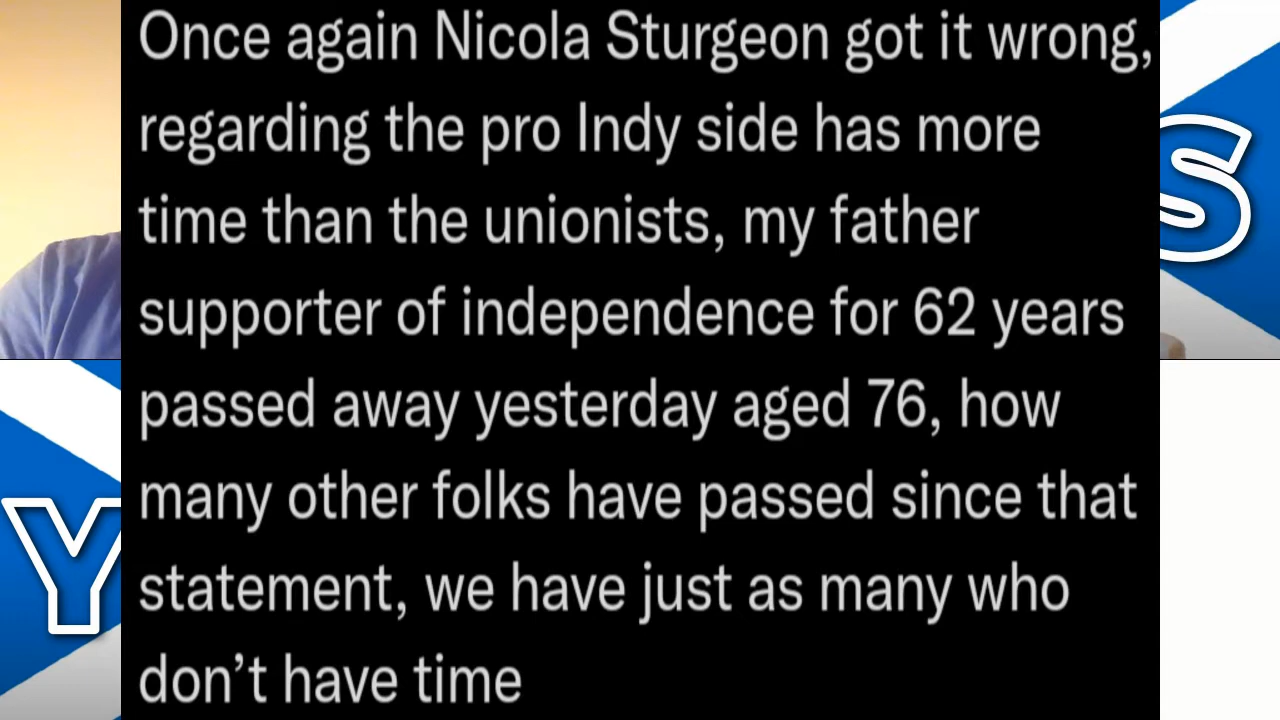 Once again Nicola Sturgeon got it wrong,
regarding the pro Indy side has more
time than the unionists, my father
supporter of independence for 62 years
passed away yesterday aged 76, how
many other folks have passed since that
statement, we have just as many who
don’t have time
S
Y